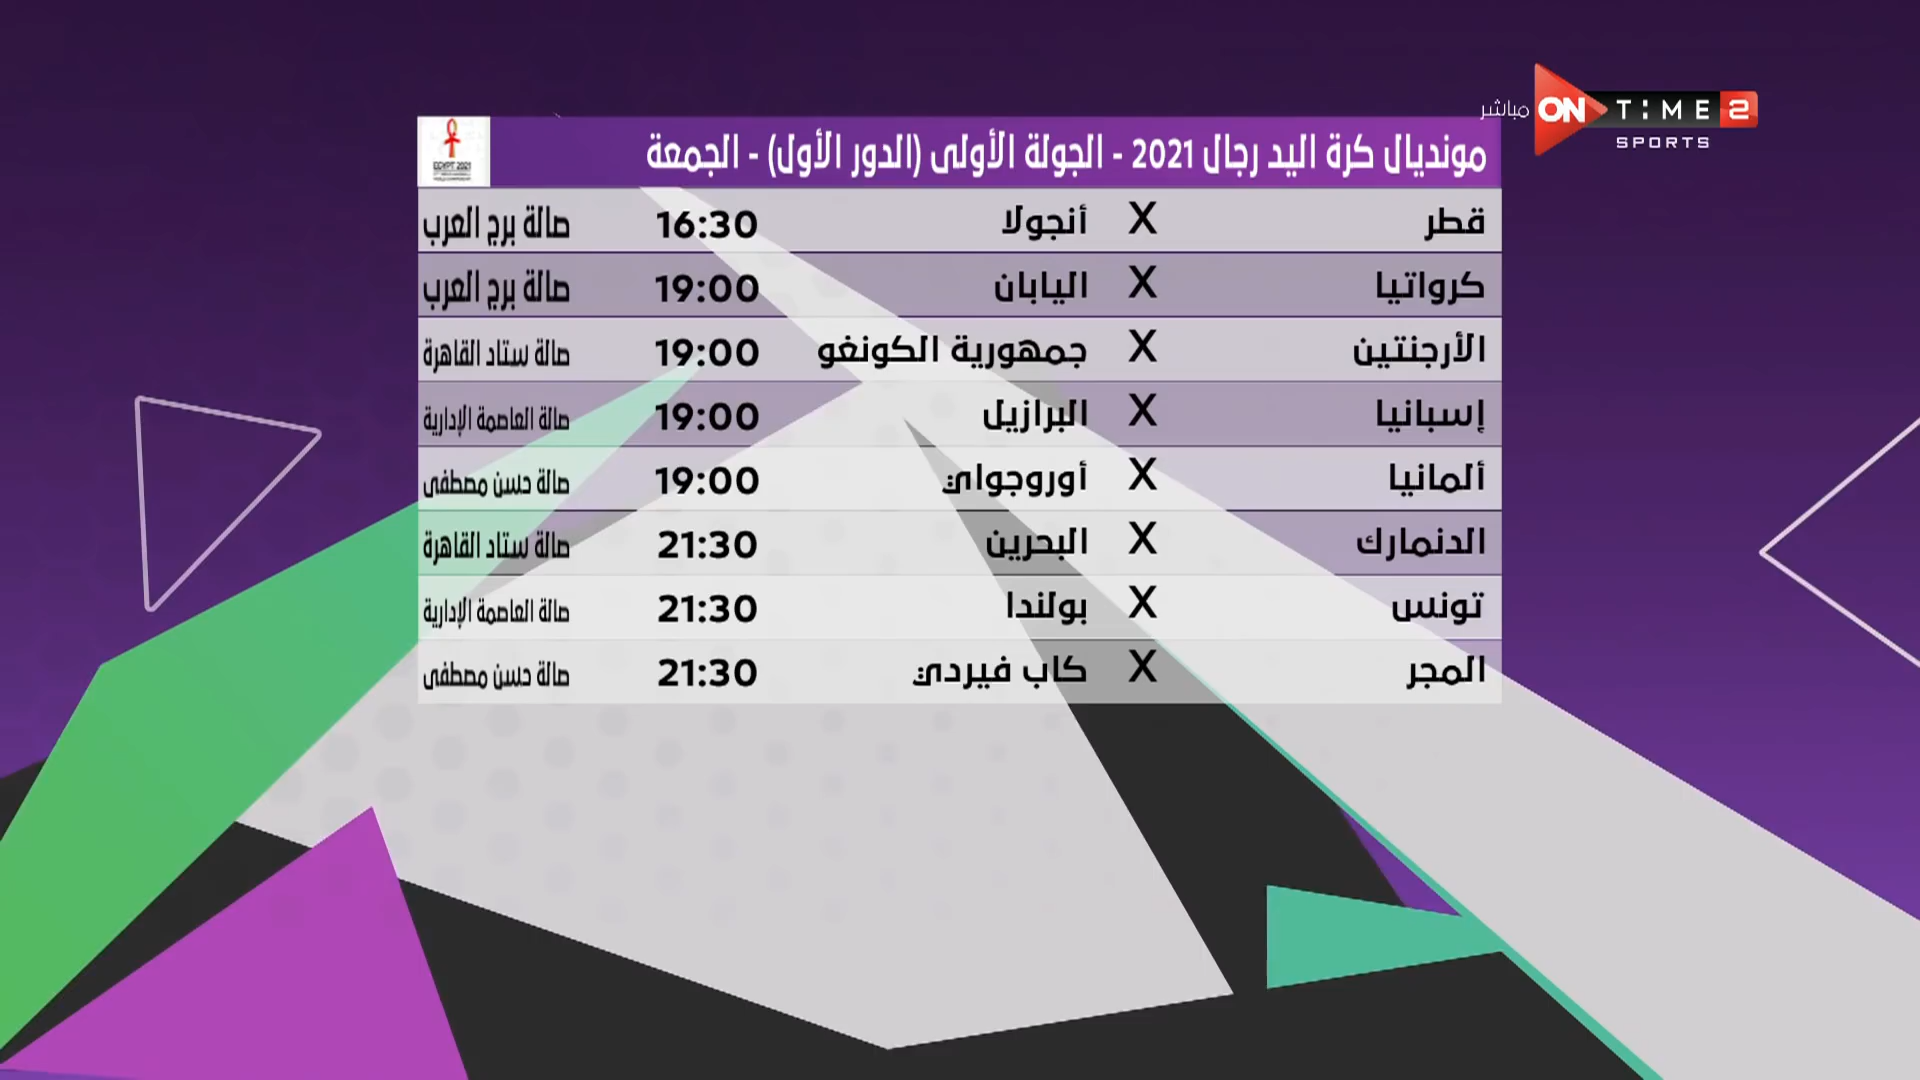 مباشر ON TIME 2
SPORTS
مونديال كرة اليد رجال 2021 - الجولة الأولى (الدور الأول) - الجمعة
EGYPT 2021
قطر X أنجولا 16:30 صالة برج العرب
كرواتيا X اليابان 19:00 صالة برج العرب
الأرجنتين X جمهورية الكونغو 19:00 صالة ستاد القاهرة
إسبانيا X البرازيل 19:00 صالة العاصمة الإدارية
ألمانيا X أوروجواي 19:00 صالة حسن مصطفى
الدنمارك X البحرين 21:30 صالة ستاد القاهرة
تونس X بولندا 21:30 صالة العاصمة الإدارية
المجر X كاب فيردي 21:30 صالة حسن مصطفى